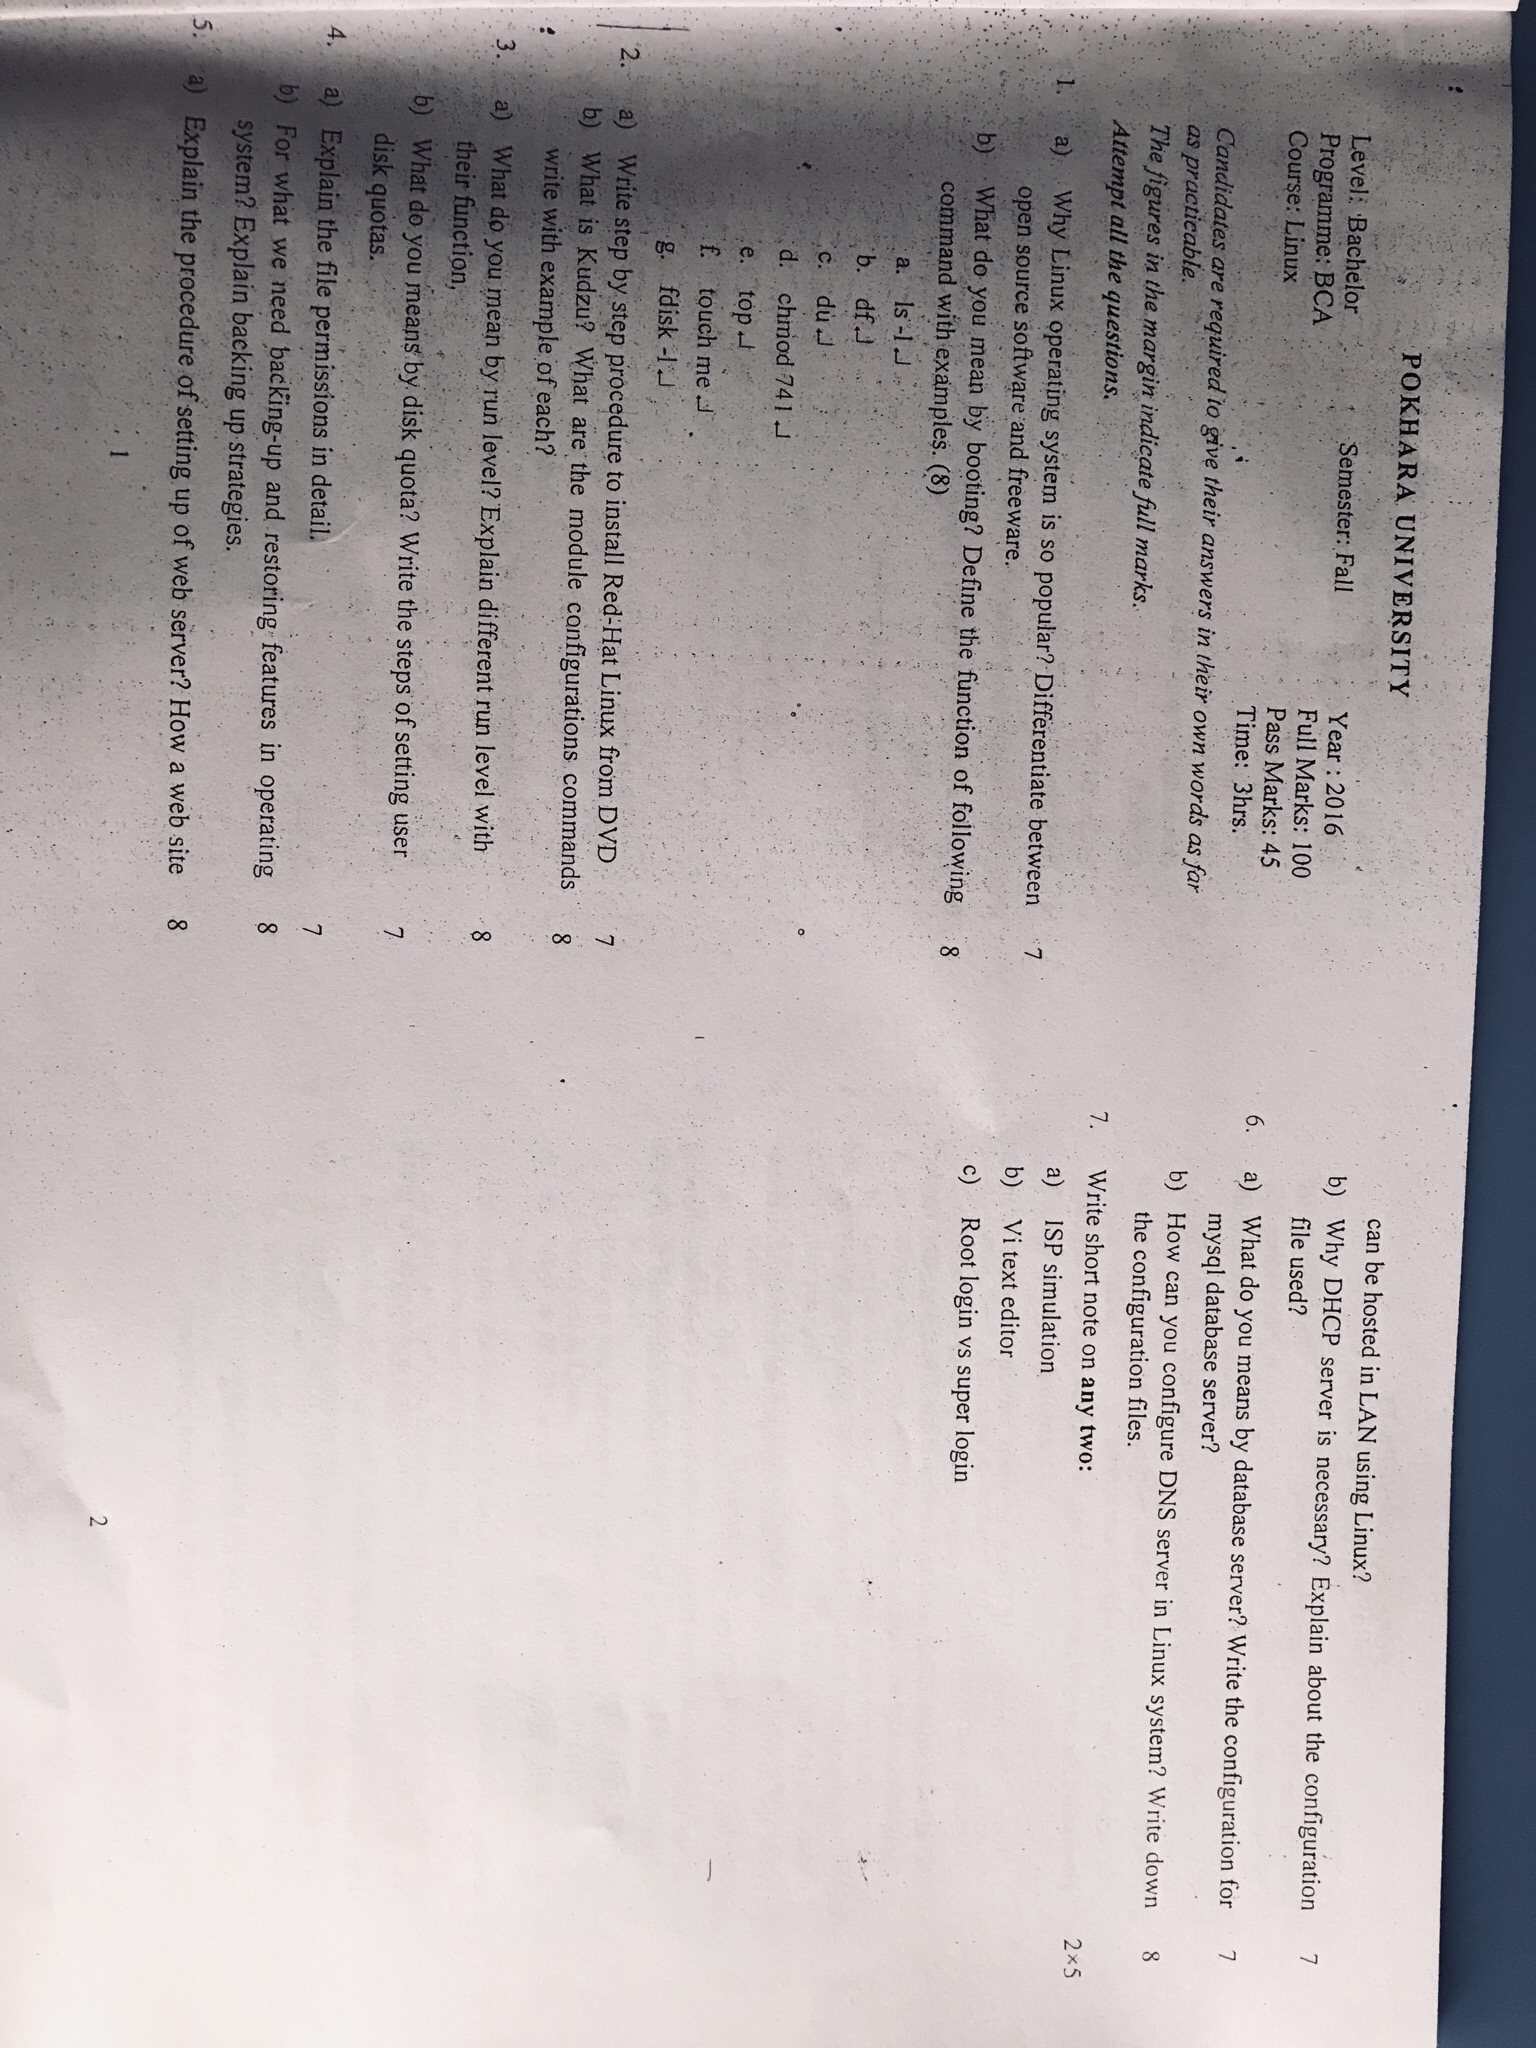 POKHARA UNIVERSITY
Level: Bachelor Semester: Fall Year : 2016
Programme: BCA Full Marks: 100
Course: Linux Pass Marks: 45
Time: 3hrs.
Candidates are required to give their answers in their own words as far
as practicable.
The figures in the margin indicate full marks.
Attempt all the questions.
1. a) Why Linux operating system is so popular? Differentiate between 7
open source software and freeware.
b) What do you mean by booting? Define the function of following 8
command with examples. (8)
a. ls -l ↵
b. df ↵
c. du ↵
d. chmod 741 ↵
e. top ↵
f. touch me ↵
g. fdisk -l ↵
2. a) Write step by step procedure to install Red-Hat Linux from DVD 7
b) What is Kudzu? What are the module configurations commands 8
write with example of each?
3. a) What do you mean by run level? Explain different run level with 8
their function,
b) What do you means by disk quota? Write the steps of setting user 7
disk quotas.
4. a) Explain the file permissions in detail. 7
b) For what we need backing-up and restoring features in operating 8
system? Explain backing up strategies.
5. a) Explain the procedure of setting up of web server? How a web site 8
1
can be hosted in LAN using Linux?
b) Why DHCP server is necessary? Explain about the configuration 7
file used?
6. a) What do you means by database server? Write the configuration for 7
mysql database server?
b) How can you configure DNS server in Linux system? Write down 8
the configuration files.
7. Write short note on any two: 2×5
a) ISP simulation
b) Vi text editor
c) Root login vs super login
2